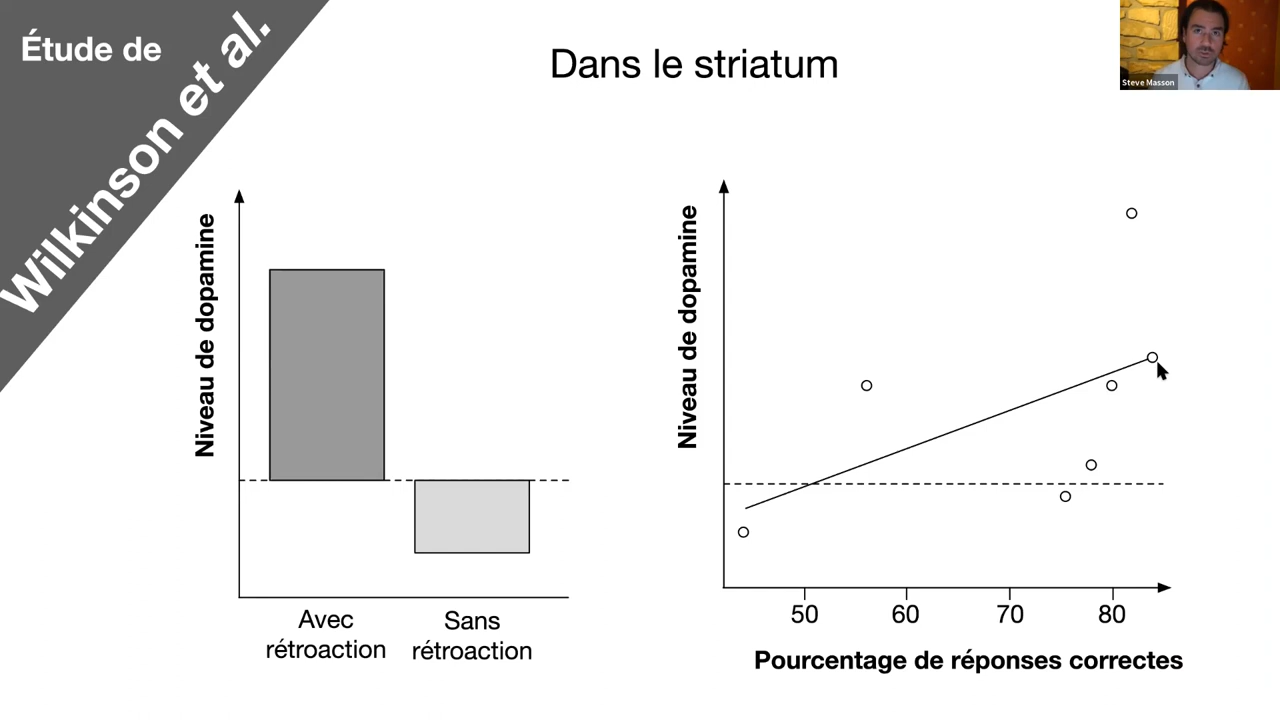 Étude de
Wilkinson et al.
Dans le striatum
Steve Masson
Niveau de dopamine
Avec
rétroaction
Sans
rétroaction
Niveau de dopamine
50 60 70 80
Pourcentage de réponses correctes